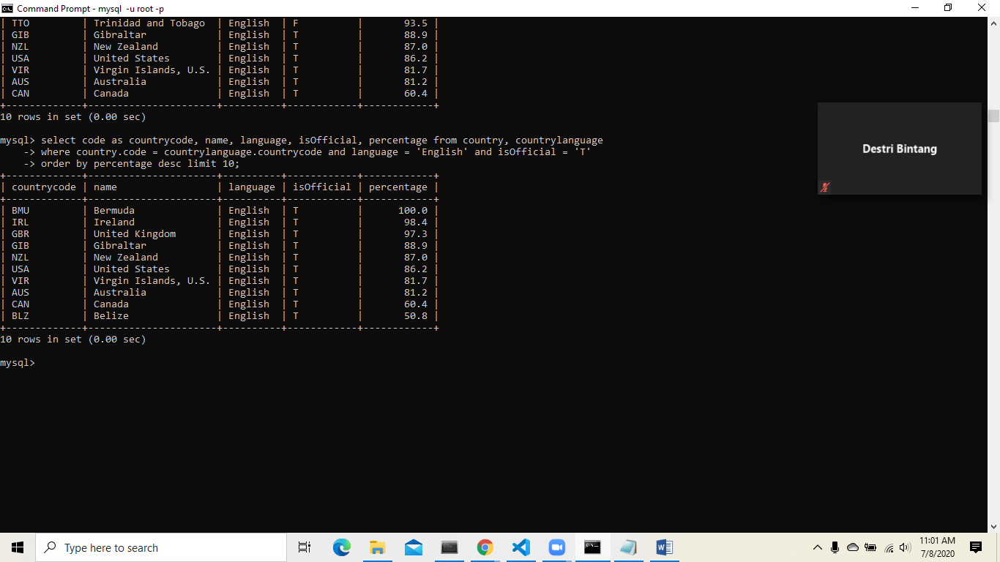 Command Prompt - mysql -u root -p
| TTO | Trinidad and Tobago | English | F | 93.5 |
| GIB | Gibraltar | English | T | 88.9 |
| NZL | New Zealand | English | T | 87.0 |
| USA | United States | English | T | 86.2 |
| VIR | Virgin Islands, U.S. | English | T | 81.7 |
| AUS | Australia | English | T | 81.2 |
| CAN | Canada | English | T | 60.4 |
+-------------+----------------------+----------+------------+------------+
10 rows in set (0.00 sec)
mysql> select code as countrycode, name, language, isOfficial, percentage from country, countrylanguage
-> where country.code = countrylanguage.countrycode and language = 'English' and isOfficial = 'T'
-> order by percentage desc limit 10;
+-------------+----------------------+----------+------------+------------+
| countrycode | name | language | isOfficial | percentage |
+-------------+----------------------+----------+------------+------------+
| BMU | Bermuda | English | T | 100.0 |
| IRL | Ireland | English | T | 98.4 |
| GBR | United Kingdom | English | T | 97.3 |
| GIB | Gibraltar | English | T | 88.9 |
| NZL | New Zealand | English | T | 87.0 |
| USA | United States | English | T | 86.2 |
| VIR | Virgin Islands, U.S. | English | T | 81.7 |
| AUS | Australia | English | T | 81.2 |
| CAN | Canada | English | T | 60.4 |
| BLZ | Belize | English | T | 50.8 |
+-------------+----------------------+----------+------------+------------+
10 rows in set (0.00 sec)
mysql>
Destri Bintang
Type here to search
11:01 AM
7/8/2020